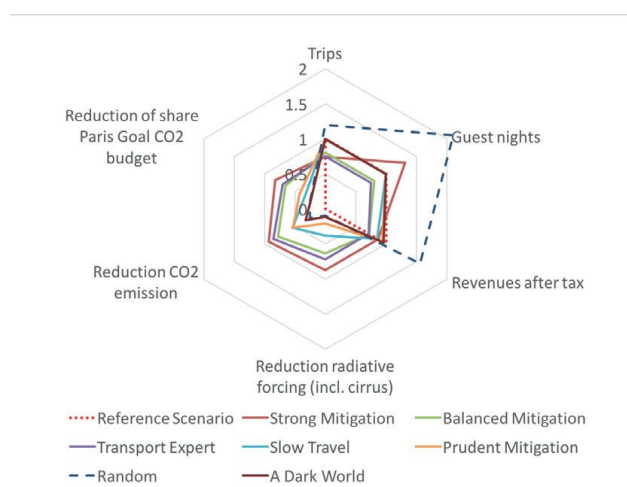 Trips
2
1.5
1
0.5
0
Reduction of share
Paris Goal CO2
budget
Guest nights
Reduction CO2
emission
Revenues after tax
Reduction radiative
forcing (incl. cirrus)
Reference Scenario Strong Mitigation Balanced Mitigation
Transport Expert Slow Travel Prudent Mitigation
Random A Dark World